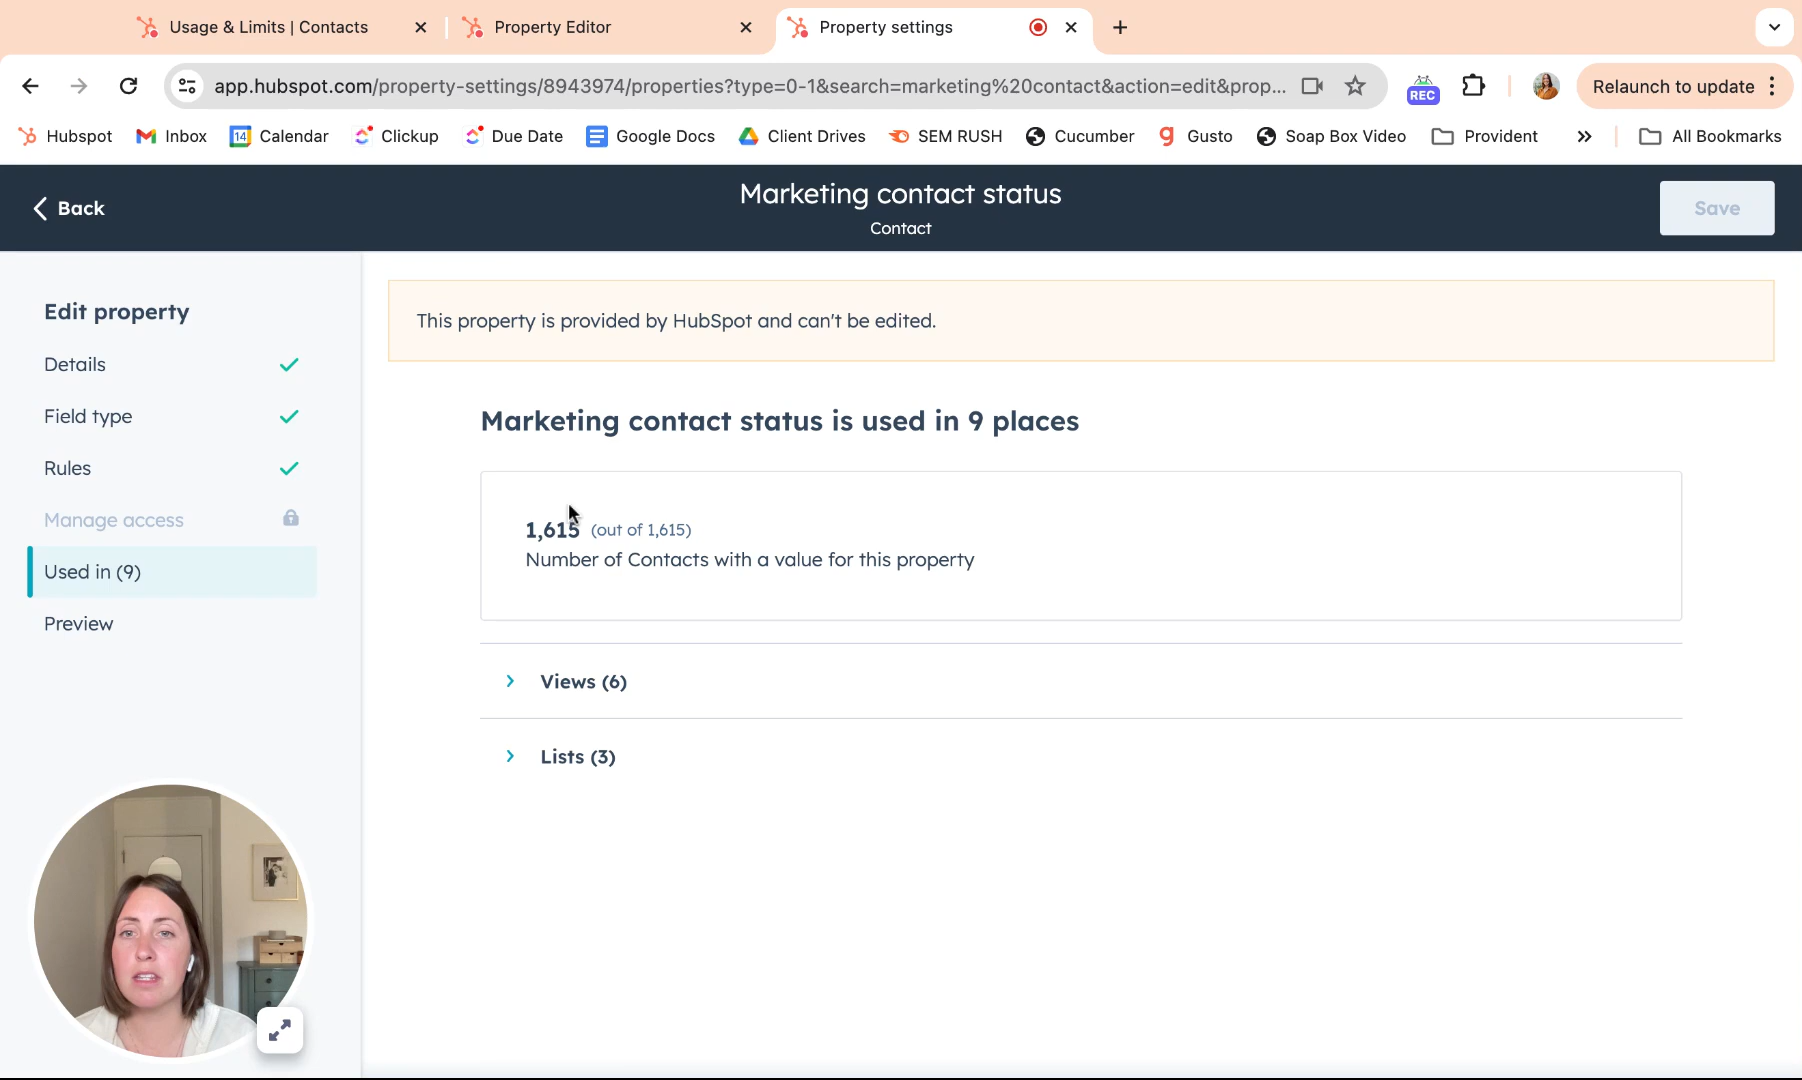 Usage & Limits | Contacts
Property Editor
Property settings
app.hubspot.com/property-settings/8943974/properties?type=0-1&search=marketing%20contact&action=edit&prop...
REC
Relaunch to update
Hubspot
Inbox
14
Calendar
Clickup
Due Date
Google Docs
Client Drives
SEM RUSH
Cucumber
Gusto
Soap Box Video
Provident
All Bookmarks
Back
Marketing contact status
Contact
Save
Edit property
Details
Field type
Rules
Manage access
Used in (9)
Preview
This property is provided by HubSpot and can't be edited.
Marketing contact status is used in 9 places
1,615 (out of 1,615)
Number of Contacts with a value for this property
Views (6)
Lists (3)